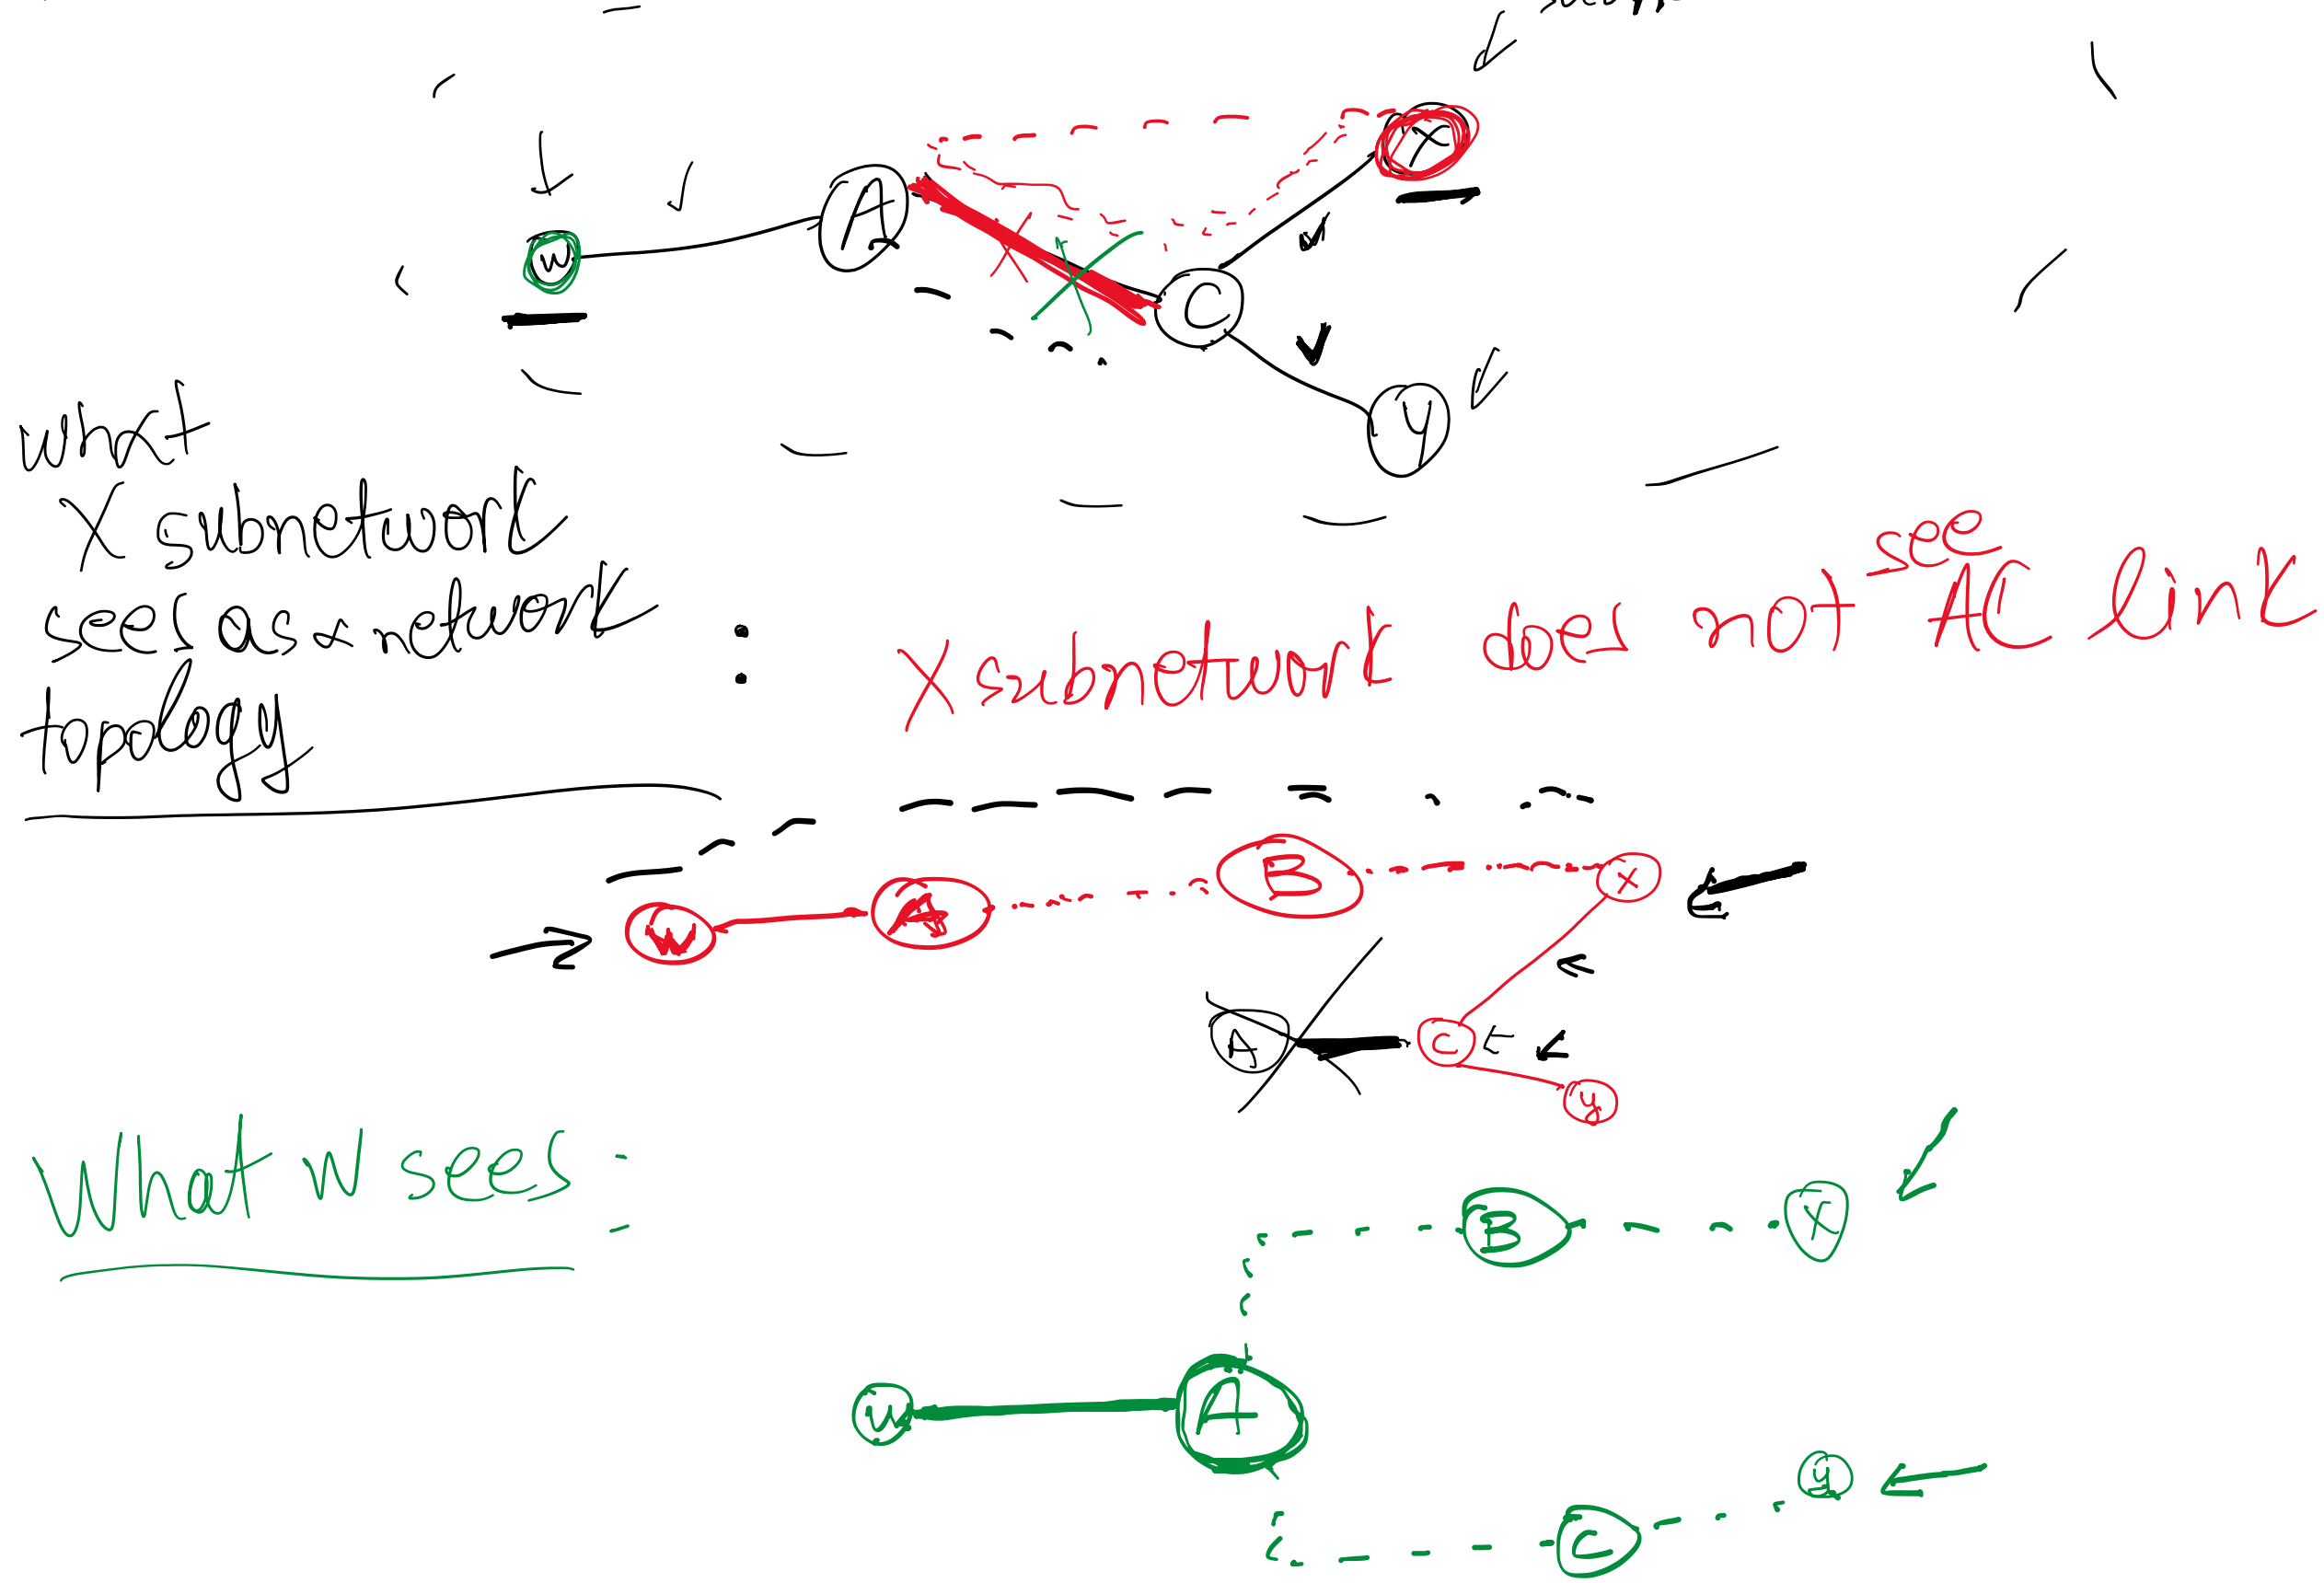 A
X
W
C
y
what
X subnetwork
sees as network
topology
:
X subnetwork does not see AC link
B
X
W
A
C
y
What W sees :
B
X
W
A
y
C